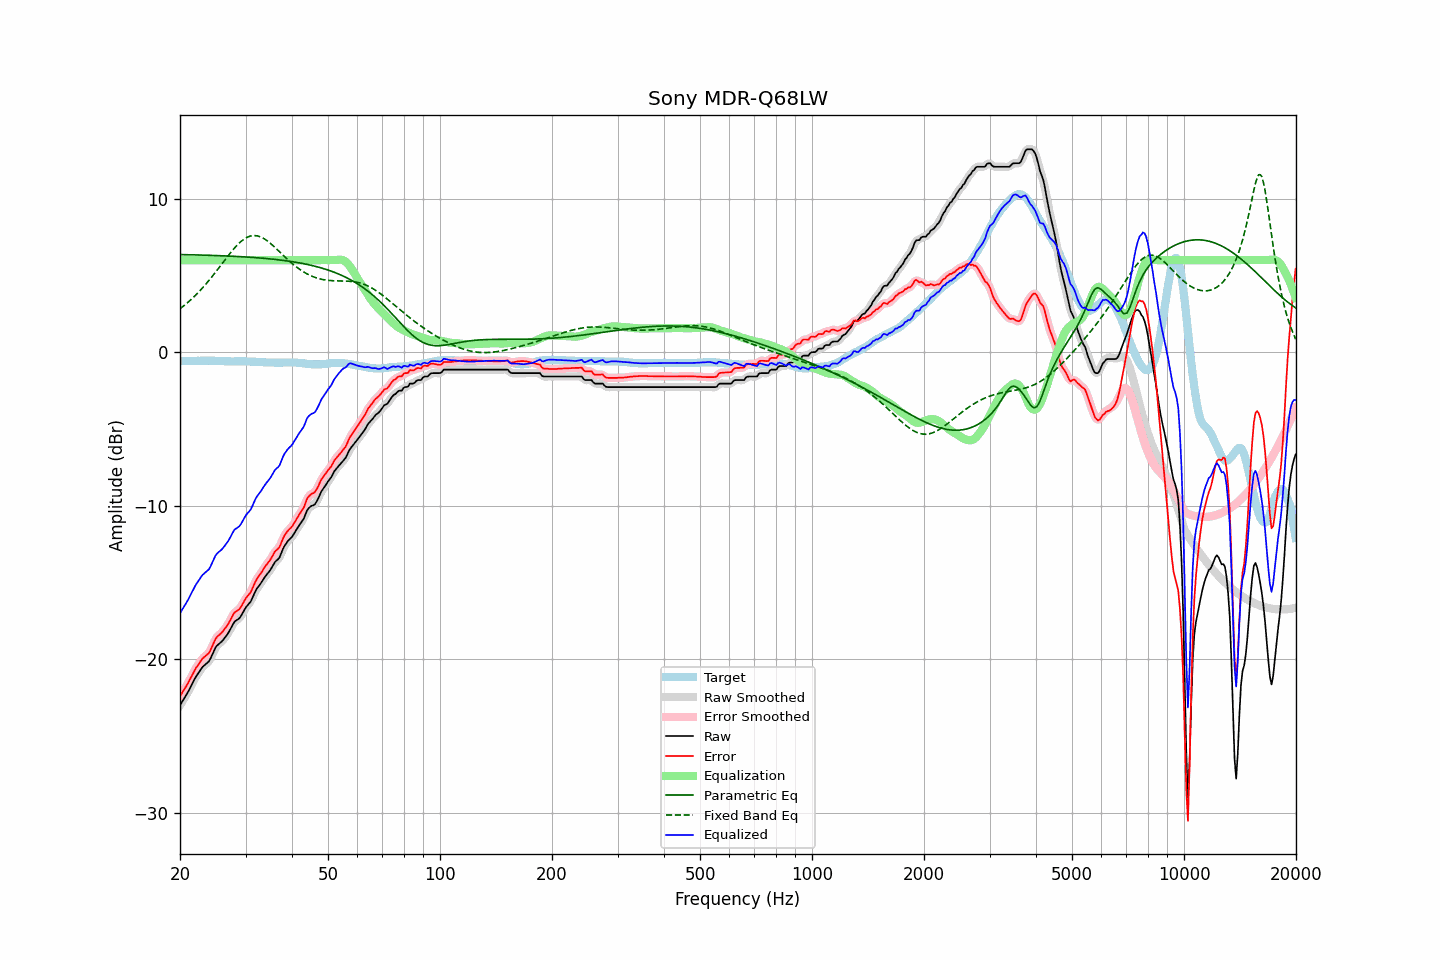 Sony MDR-Q68LW
Amplitude (dBr)
10
0
−10
−20
−30
Target
Raw Smoothed
Error Smoothed
Raw
Error
Equalization
Parametric Eq
Fixed Band Eq
Equalized
20 50 100 200 500 1000 2000 5000 10000 20000
Frequency (Hz)